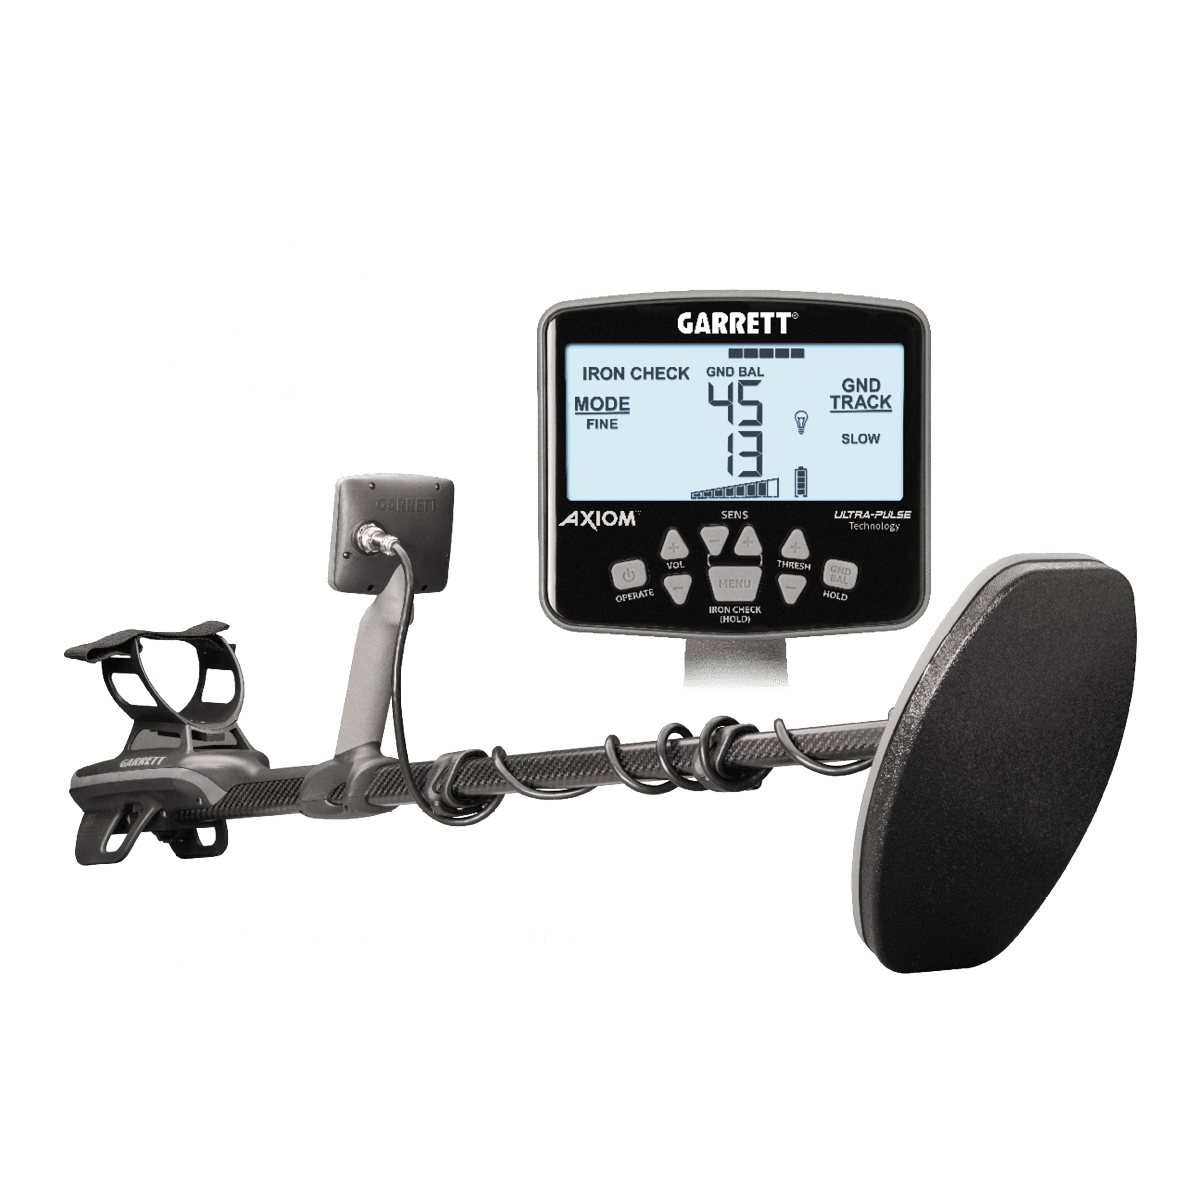 GARRETT®
IRON CHECK
GND BAL
45
13
MODE
FINE
GND
TRACK
SLOW
AXIOM™
SENS
ULTRA-PULSE
Technology
+
-
+
+
VOL
MENU
THRESH
GND
BAL
-
-
OPERATE
HOLD
IRON CHECK
(HOLD)
GARRETT
GARRETT